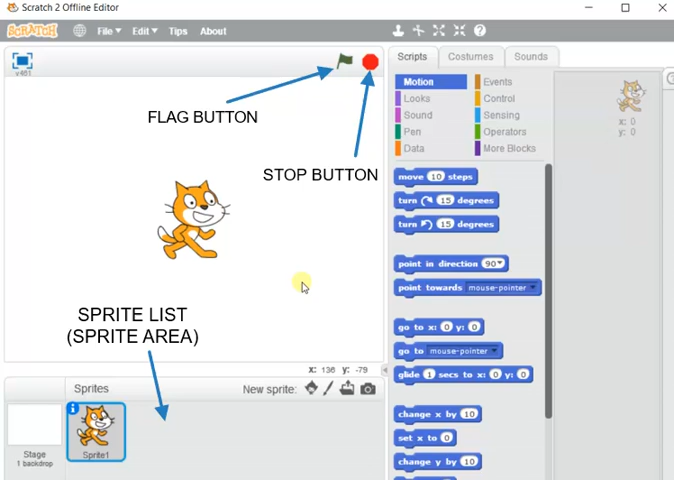 Scratch 2 Offline Editor
SCRATCH File Edit Tips About
v461
FLAG BUTTON
STOP BUTTON
SPRITE LIST
(SPRITE AREA)
x: 136 y: -79
Sprites New sprite:
Stage
1 backdrop
Sprite1
Scripts Costumes Sounds
Motion Events
Looks Control
Sound Sensing
Pen Operators
Data More Blocks
x: 0
y: 0
move 10 steps
turn 15 degrees
turn 15 degrees
point in direction 90
point towards mouse-pointer
go to x: 0 y: 0
go to mouse-pointer
glide 1 secs to x: 0 y: 0
change x by 10
set x to 0
change y by 10